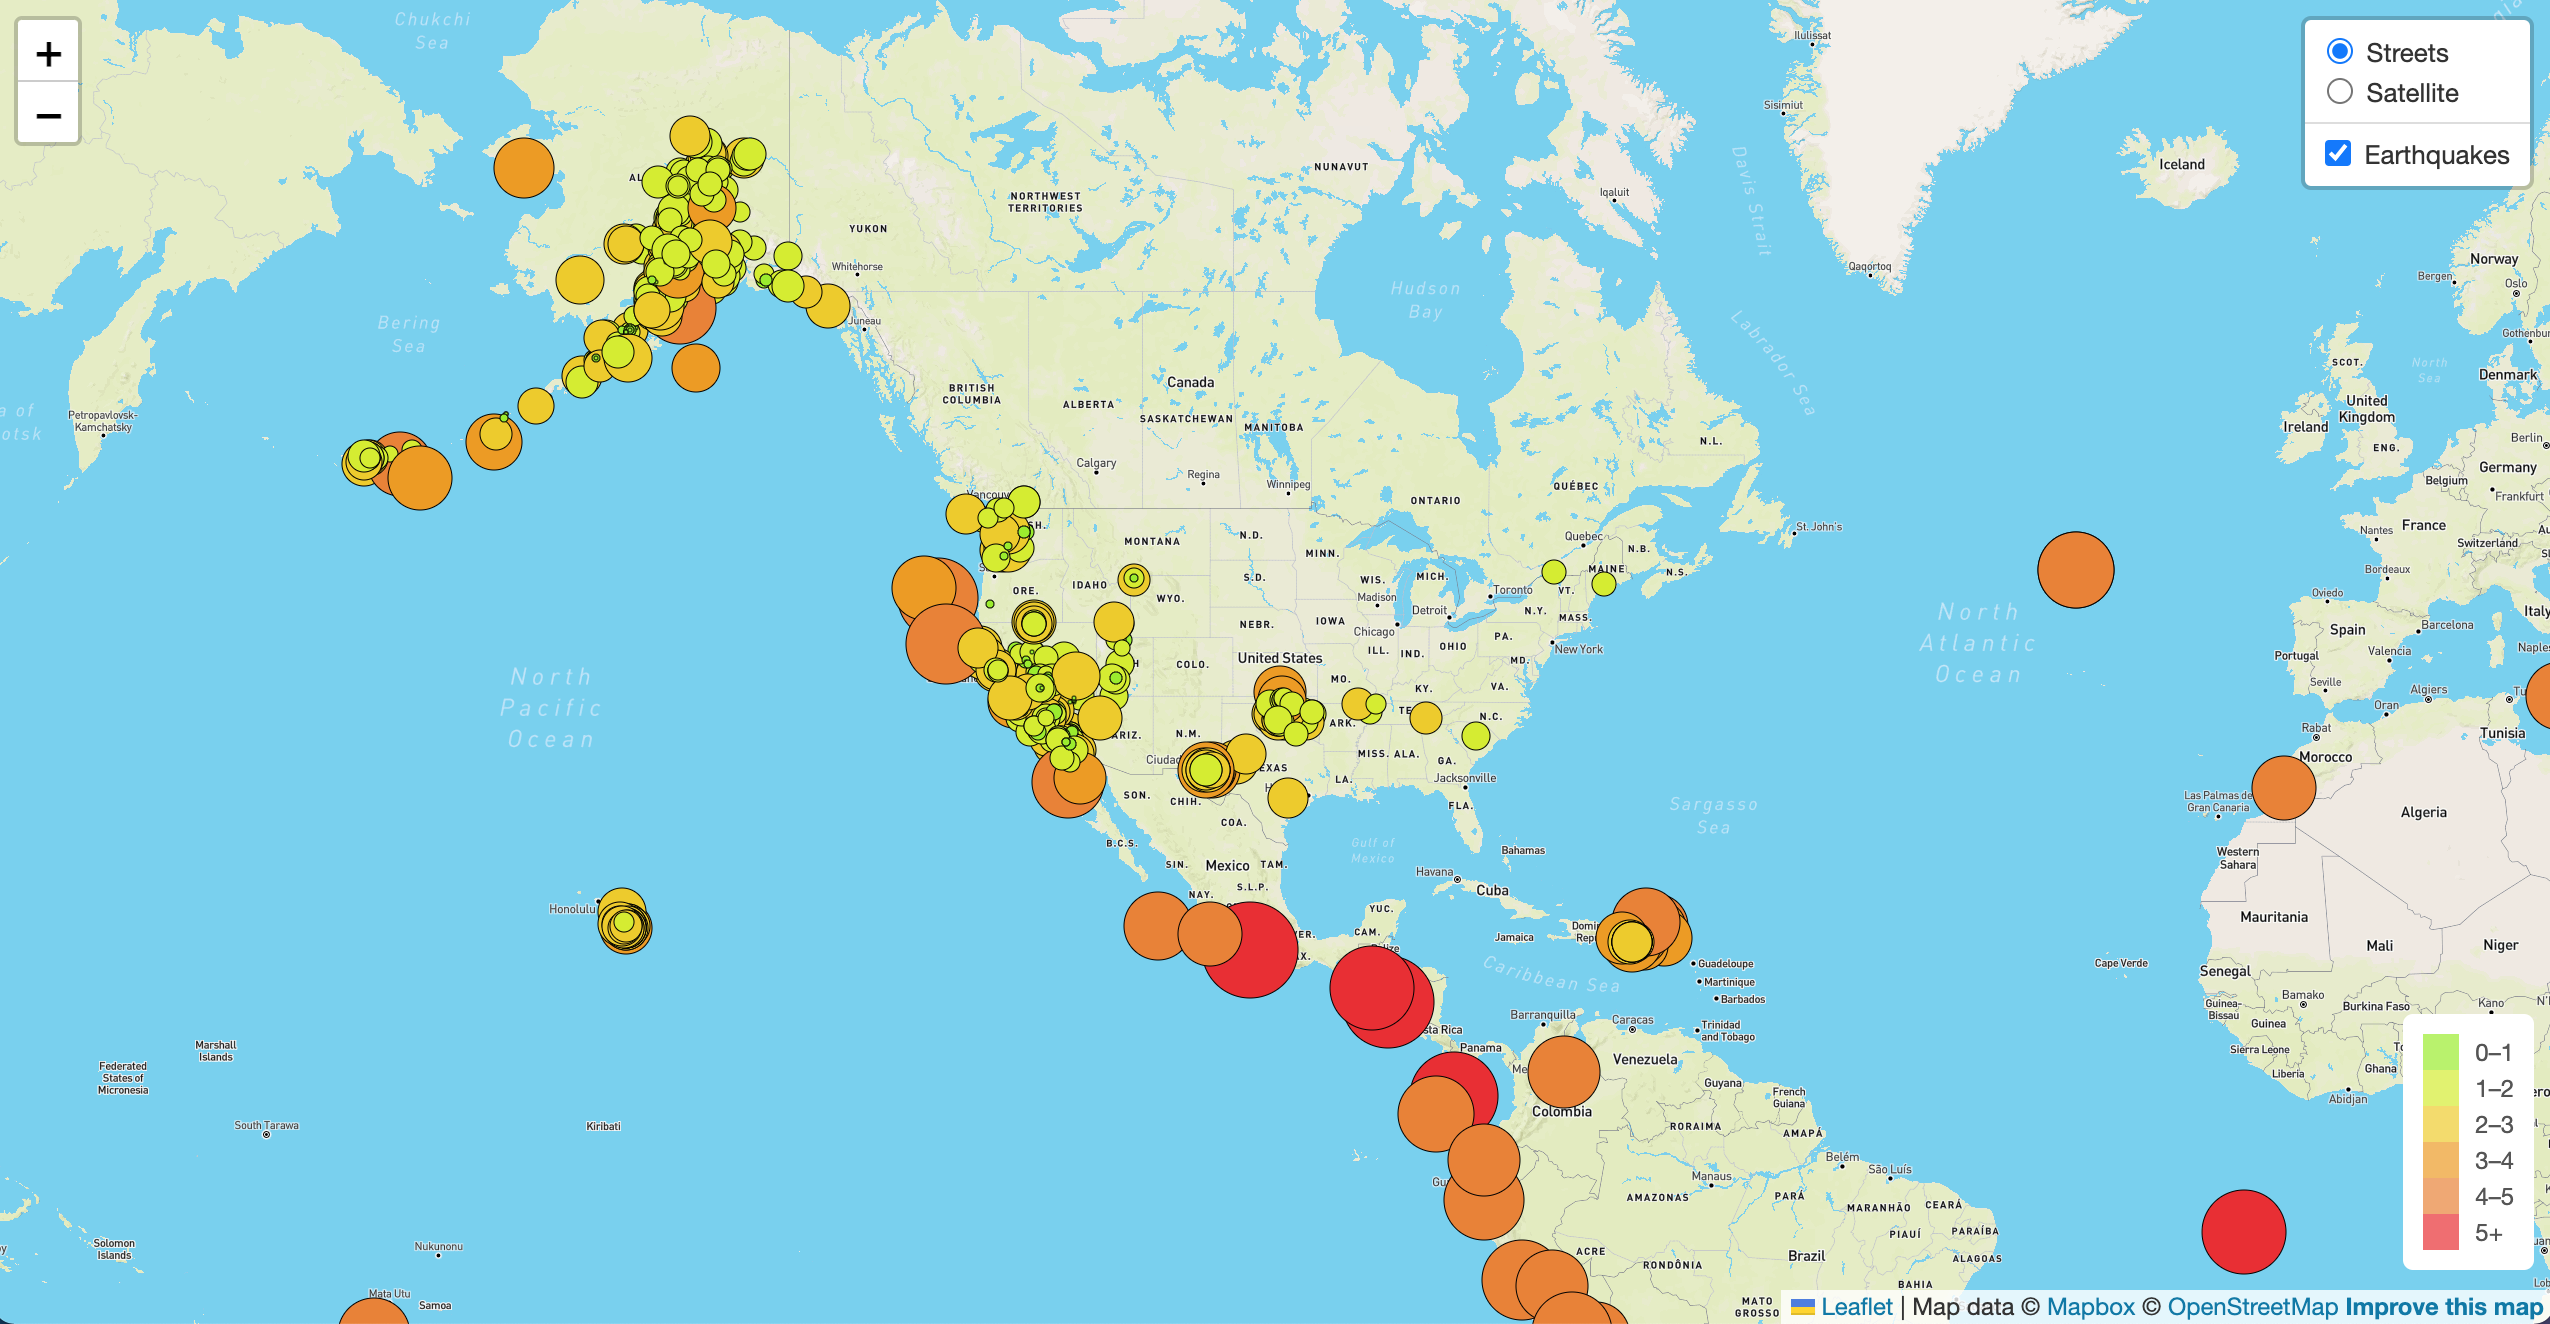 Chukchi
Sea
+
−
Streets
Satellite
Earthquakes
Ilulissat
Sisimiut
Davis Strait
Iceland
NUNAVUT
Iqaluit
NORTHWEST
TERRITORIES
YUKON
Whitehorse
Qaqortoq
Norway
Bergen
Oslo
Hudson
Bay
Labrador Sea
Bering
Sea
Juneau
SCOT.
North
Sea
Denmark
BRITISH
COLUMBIA
Canada
ALBERTA
SASKATCHEWAN
MANITOBA
United
Kingdom
Ireland
ENG.
Berlin
Petropavlovsk-
Kamchatsky
N.L.
Calgary
Regina
Winnipeg
ONTARIO
QUÉBEC
Germany
Belgium
Frankfurt
St. John's
France
Nantes
Switzerland
Quebec
N.B.
MONTANA
N.D.
MINN.
MAINE
N.S.
IDAHO
ORE.
WYO.
S.D.
WIS.
MICH.
Madison
Detroit
Toronto
VT.
N.Y.
MASS.
Bordeaux
Oviedo
North
Atlantic
Ocean
NEBR.
IOWA
Chicago
ILL.
IND.
OHIO
PA.
MD.
New York
Spain
Barcelona
Portugal
Valencia
Seville
Algiers
Oran
Rabat
Tunisia
Morocco
COLO.
United States
MO.
KY.
VA.
N.C.
North
Pacific
Ocean
ARIZ.
N.M.
ARK.
MISS.
ALA.
GA.
LA.
Jacksonville
FLA.
SON.
CHIH.
COA.
B.C.S.
SIN.
Mexico
TAM.
NAY.
S.L.P.
Gulf of
Mexico
Sargasso
Sea
Bahamas
Havana
Cuba
Las Palmas de
Gran Canaria
Algeria
Western
Sahara
Mauritania
Mali
Niger
Honolulu
YUC.
CAM.
Jamaica
Guadeloupe
Martinique
Barbados
Caribbean Sea
Cape Verde
Senegal
Bamako
Burkina Faso
Kano
Guinea-
Bissau
Guinea
Sierra Leone
Liberia
Ghana
Abidjan
Barranquilla
Caracas
Trinidad
and Tobago
Panama
Venezuela
Guyana
French
Guiana
Colombia
RORAIMA
AMAPÁ
Marshall
Islands
Federated
States of
Micronesia
South Tarawa
Kiribati
Belém
São Luís
Manaus
AMAZONAS
PARÁ
MARANHÃO
CEARÁ
PIAUÍ
PARAÍBA
Solomon
Islands
Nukunonu
ACRE
RONDÔNIA
Brazil
ALAGOAS
BAHIA
MATO
GROSSO
Mata Utu
Samoa
0–1
1–2
2–3
3–4
4–5
5+
Leaflet | Map data © Mapbox © OpenStreetMap Improve this map